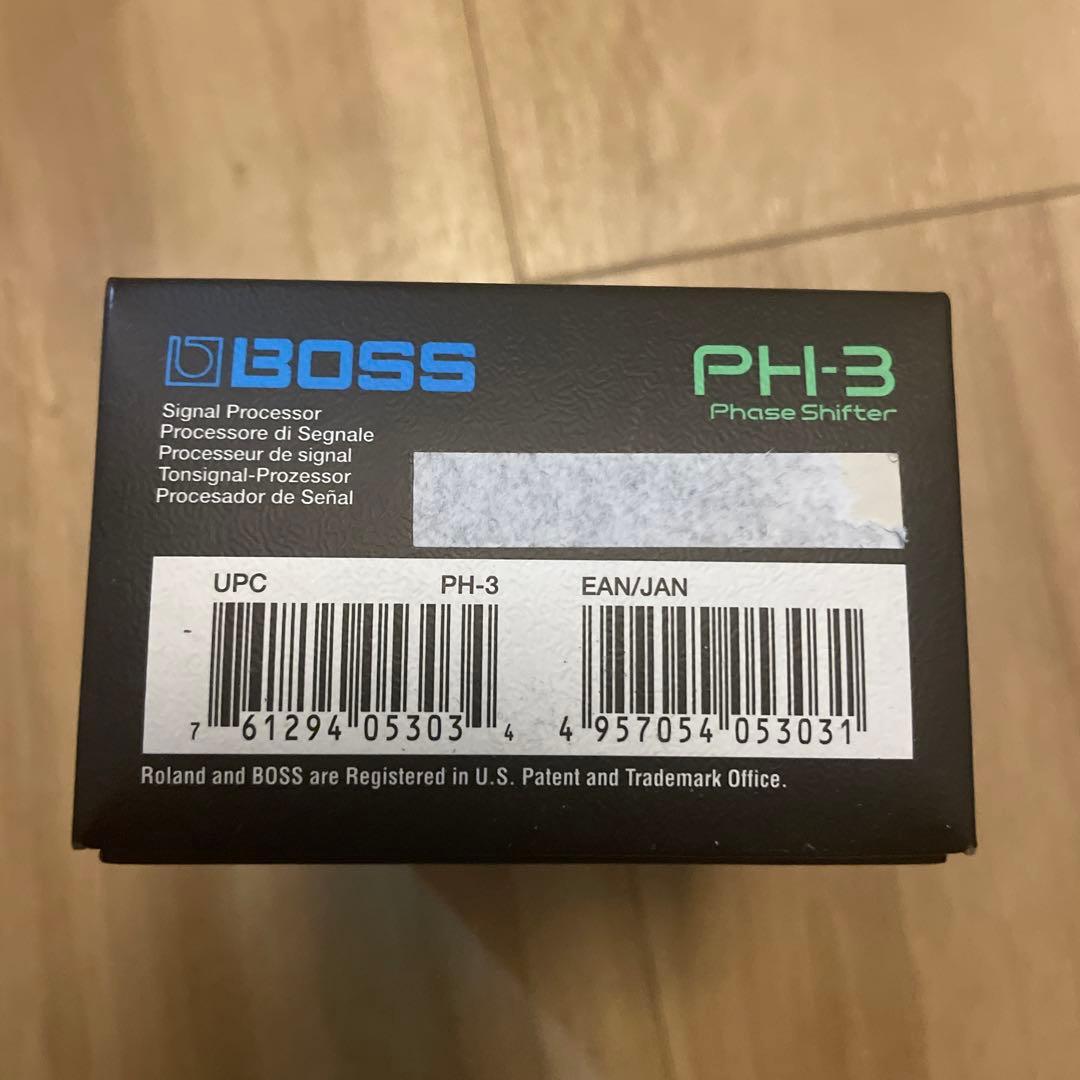 BOSS
PH-3
Phase Shifter
Signal Processor
Processore di Segnale
Processeur de signal
Tonsignal-Prozessor
Procesador de Señal
UPC PH-3 EAN/JAN
7 61294 05303 4
4 957054 053031
Roland and BOSS are Registered in U.S. Patent and Trademark Office.